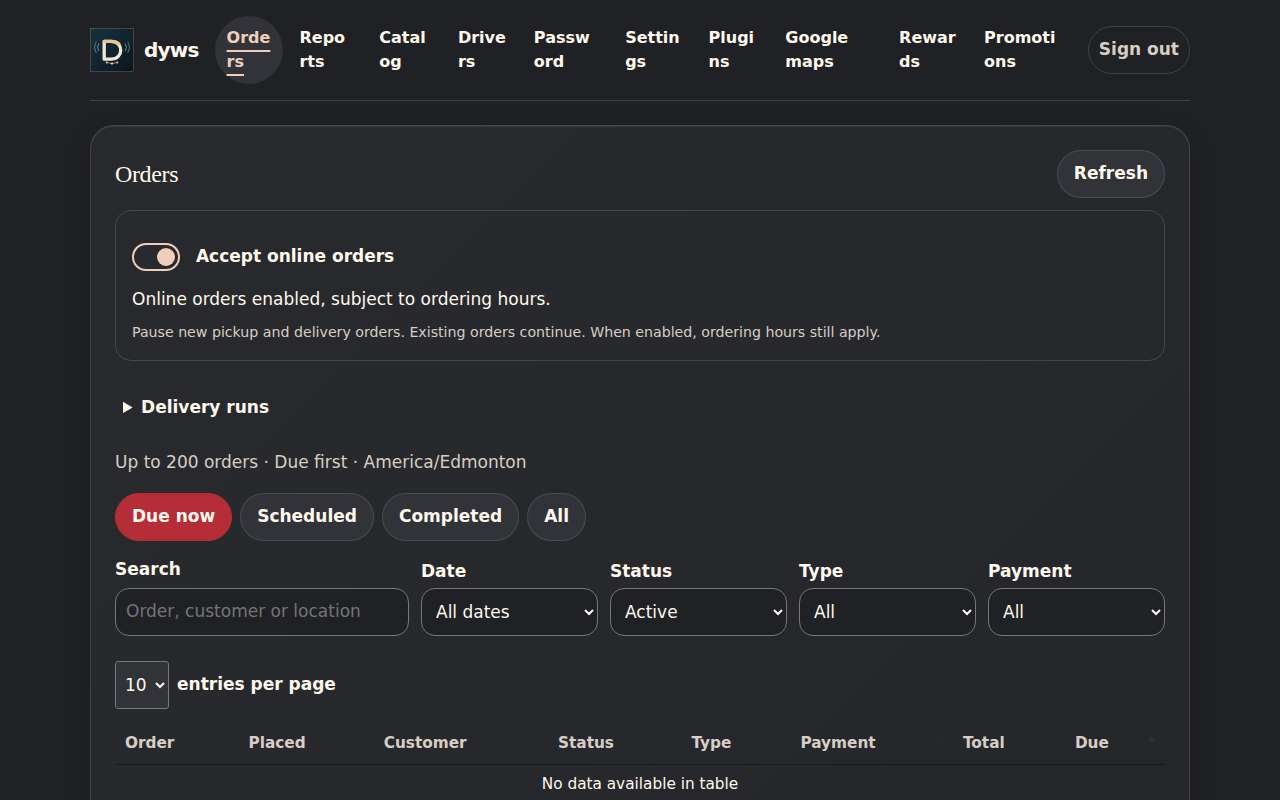 D
dyws
Orde
rs
Repo
rts
Catal
og
Drive
rs
Passw
ord
Settin
gs
Plugi
ns
Google
maps
Rewar
ds
Promoti
ons
Sign out
Orders
Refresh
Accept online orders
Online orders enabled, subject to ordering hours.
Pause new pickup and delivery orders. Existing orders continue. When enabled, ordering hours still apply.
Delivery runs
Up to 200 orders · Due first · America/Edmonton
Due now Scheduled Completed All
Search Date Status Type Payment
Order, customer or location All dates Active All All
10 entries per page
Order Placed Customer Status Type Payment Total Due
No data available in table